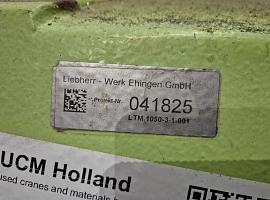 Liebherr - Werk Ehingen GmbH
Projekt-Nr. 041825
LTM 1050-3-1-001
UCM Holland
used cranes and materials